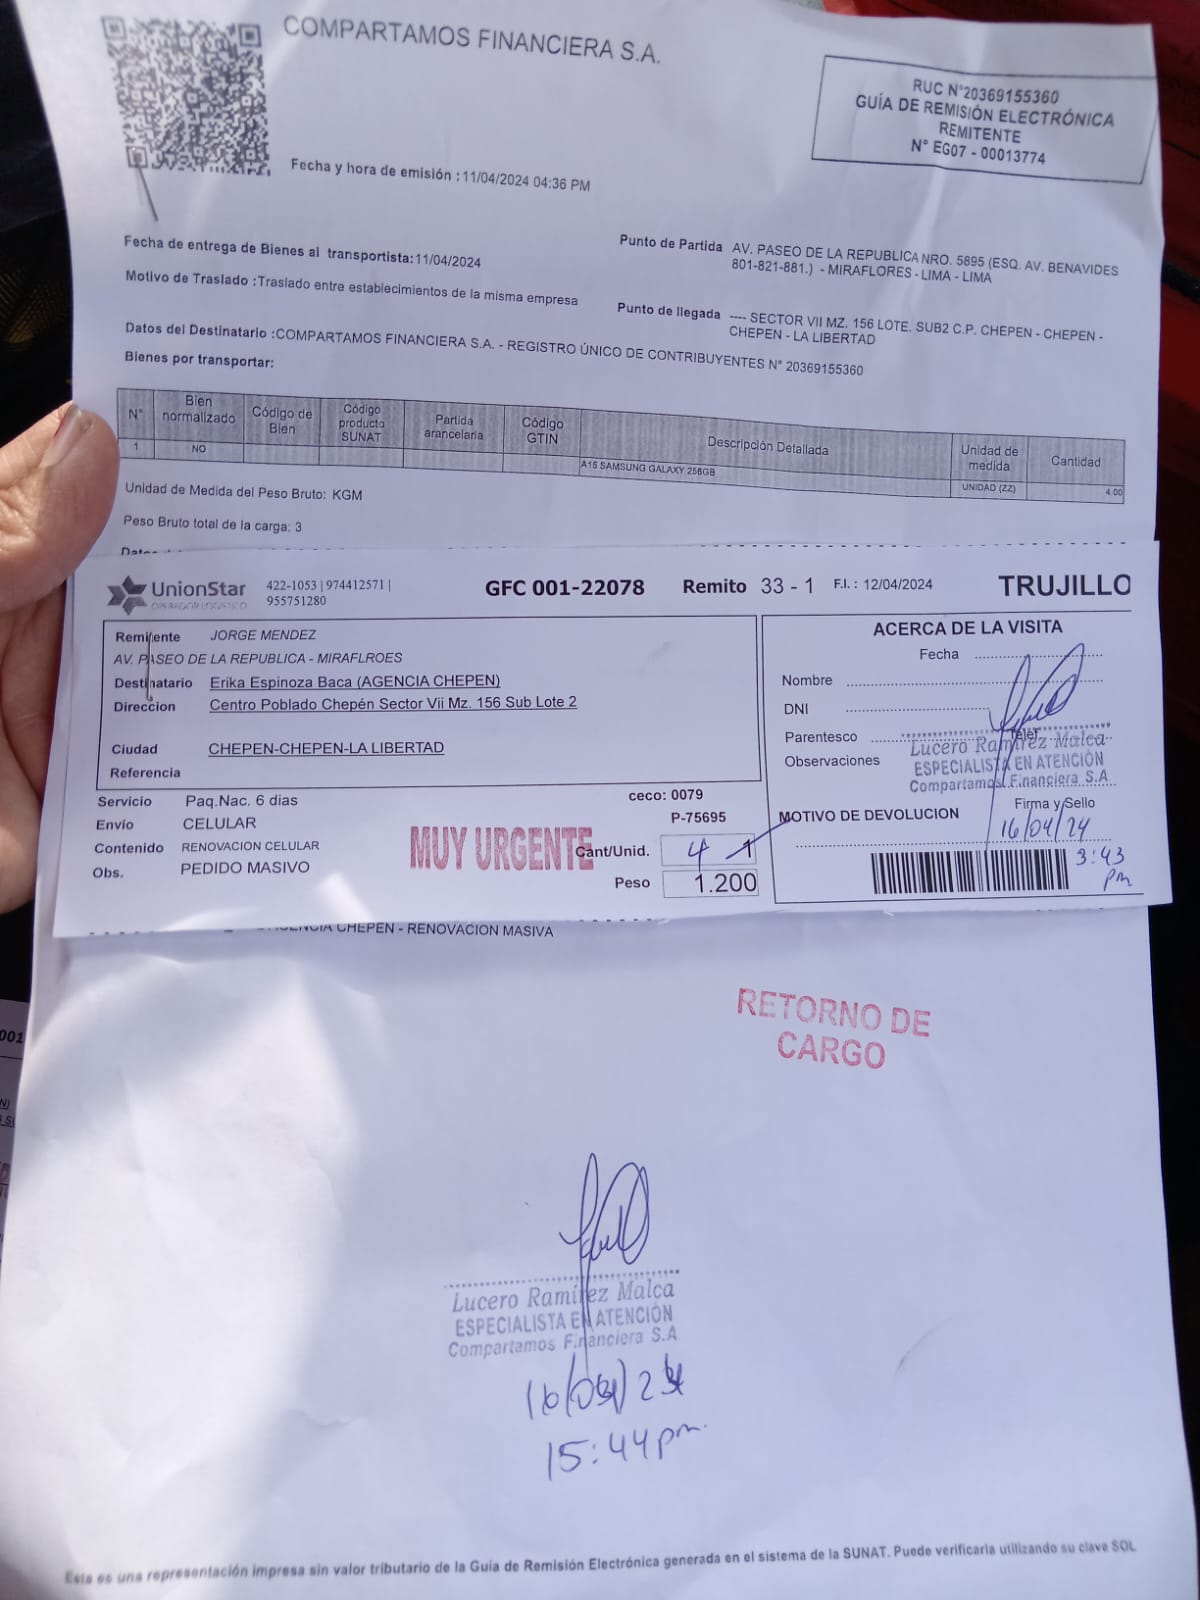 COMPARTAMOS FINANCIERA S.A.
RUC N°20369155360
GUÍA DE REMISIÓN ELECTRÓNICA
REMITENTE
N° EG07 - 00013774
Fecha y hora de emisión : 11/04/2024 04:36 PM
Fecha de entrega de Bienes al transportista: 11/04/2024
Motivo de Traslado : Traslado entre establecimientos de la misma empresa
Punto de Partida AV. PASEO DE LA REPUBLICA NRO. 5895 (ESQ. AV. BENAVIDES
801-821-881.) - MIRAFLORES - LIMA - LIMA
Punto de llegada ---- SECTOR VII MZ. 156 LOTE. SUB2 C.P. CHEPEN - CHEPEN -
CHEPEN - LA LIBERTAD
Datos del Destinatario : COMPARTAMOS FINANCIERA S.A. - REGISTRO ÚNICO DE CONTRIBUYENTES N° 20369155360
Bienes por transportar:
N° Bien normalizado Código de Bien Código producto SUNAT Partida arancelaria Código GTIN Descripción Detallada Unidad de medida Cantidad
1 NO A15 SAMSUNG GALAXY 256GB UNIDAD (ZZ) 4.00
Unidad de Medida del Peso Bruto: KGM
Peso Bruto total de la carga: 3
UnionStar
OPERADOR LOGISTICO
422-1053 | 974412571 |
955751280
GFC 001-22078 Remito 33 - 1 F.I.: 12/04/2024 TRUJILLO
Remitente JORGE MENDEZ
AV. PASEO DE LA REPUBLICA - MIRAFLROES
Destinatario Erika Espinoza Baca (AGENCIA CHEPEN)
Direccion Centro Poblado Chepén Sector Vii Mz. 156 Sub Lote 2
Ciudad CHEPEN-CHEPEN-LA LIBERTAD
Referencia
ACERCA DE LA VISITA
Fecha
Nombre
DNI
Parentesco Telef.
Observaciones
Lucero Ramírez Malca
ESPECIALISTA EN ATENCIÓN
Compartamos Financiera S.A.
Firma y Sello
MOTIVO DE DEVOLUCION
16/04/24
3:43
pm
Servicio Paq.Nac. 6 dias
Envío CELULAR
Contenido RENOVACION CELULAR
Obs. PEDIDO MASIVO
MUY URGENTE
ceco: 0079
P-75695
Cant/Unid. 4 1
Peso 1.200
CHEPEN - RENOVACION MASIVA
RETORNO DE
CARGO
Lucero Ramírez Malca
ESPECIALISTA EN ATENCIÓN
Compartamos Financiera S.A
16/04/24
15:44pm.
Esta es una representación impresa sin valor tributario de la Guía de Remisión Electrónica generada en el sistema de la SUNAT. Puede verificarla utilizando su clave SOL